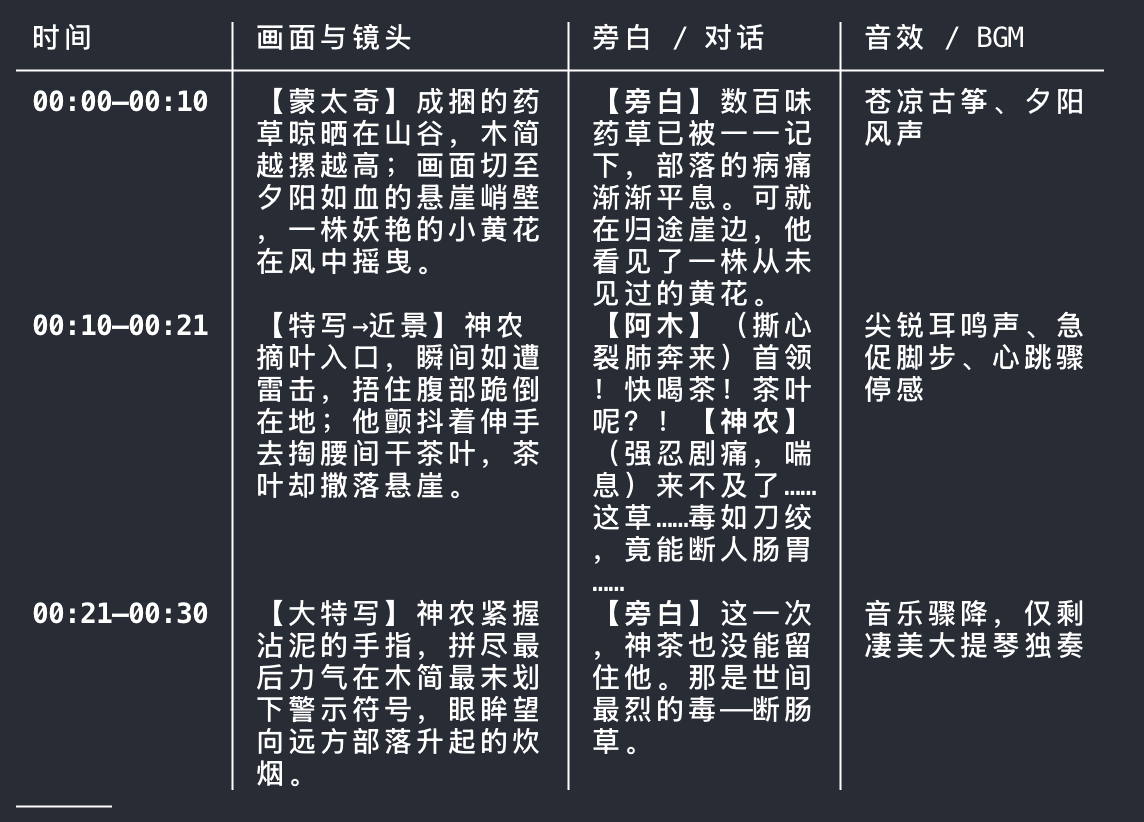 时间
画面与镜头
旁白 / 对话
音效 / BGM
00:00—00:10
【蒙太奇】成捆的药
草晾晒在山谷，木简
越摞越高；画面切至
夕阳如血的悬崖峭壁
，一株妖艳的小黄花
在风中摇曳。
【旁白】数百味
药草已被一一记
下，部落的病痛
渐渐平息。可就
在归途崖边，他
看见了一株从未
见过的黄花。
苍凉古筝、夕阳
风声
00:10—00:21
【特写→近景】神农
摘叶入口，瞬间如遭
雷击，捂住腹部跪倒
在地；他颤抖着伸手
去掏腰间干茶叶，茶
叶却撒落悬崖。
【阿木】（撕心
裂肺奔来）首领
！快喝茶！茶叶
呢？！【神农】
（强忍剧痛，喘
息）来不及了……
这草……毒如刀绞
，竟能断人肠胃
……
尖锐耳鸣声、急
促脚步、心跳骤
停感
00:21—00:30
【大特写】神农紧握
沾泥的手指，拼尽最
后力气在木简最末划
下警示符号，眼眸望
向远方部落升起的炊
烟。
【旁白】这一次
，神茶也没能留
住他。那是世间
最烈的毒——断肠
草。
音乐骤降，仅剩
凄美大提琴独奏